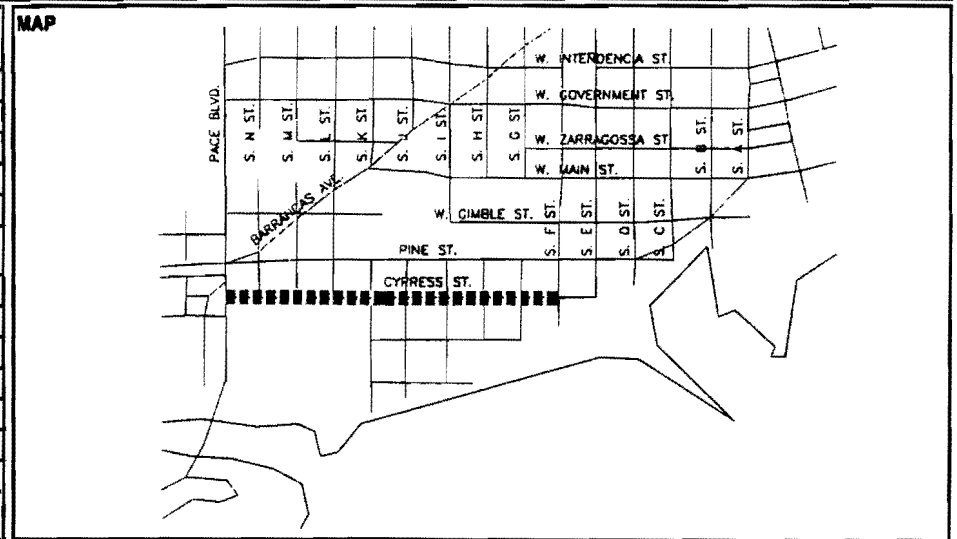 MAP
W. INTENDENCIA ST.
W. GOVERNMENT ST.
PACE BLVD.
S. N ST.
S. M ST.
S. L ST.
S. K ST.
S. J ST.
S. I ST.
S. H ST.
S. G ST.
W. ZARRAGOSSA ST.
S. B ST.
S. A ST.
W. MAIN ST.
BARRANCAS AVE.
W. GIMBLE ST.
S. F ST.
S. E ST.
S. D ST.
S. C ST.
PINE ST.
CYPRESS ST.